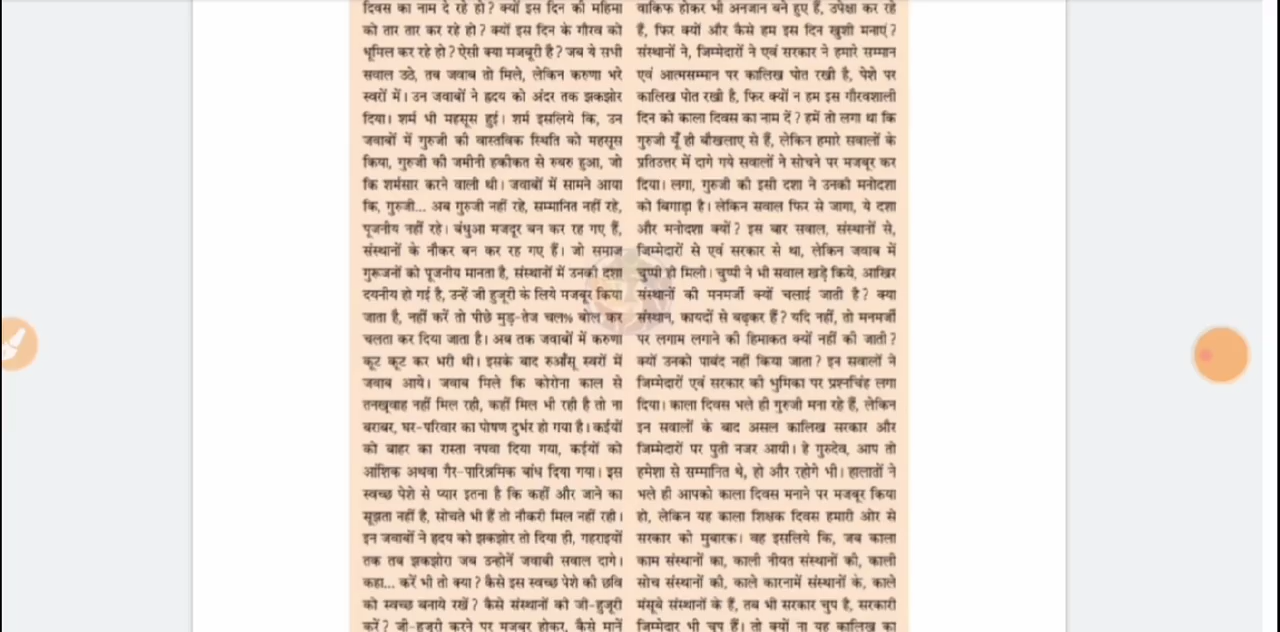 दिवस का नाम दे रहे हो? क्यों इस दिन की महिमा
को तार तार कर रहे हो? क्यों इस दिन के गौरव को
धूमिल कर रहे हो? ऐसी क्या मजबूरी है? जब ये सभी
सवाल उठे, तब जवाब तो मिले, लेकिन करुणा भरे
स्वरों में। उन जवाबों ने ह्रदय को अंदर तक झकझोर
दिया। शर्म भी महसूस हुई। शर्म इसलिये कि, उन
जवाबों में गुरुजी की वास्तविक स्थिति को महसूस
किया, गुरुजी की जमीनी हकीकत से रुबरु हुआ, जो
कि शर्मसार करने वाली थी। जवाबों में सामने आया
कि, गुरुजी... अब गुरुजी नहीं रहे, सम्मानित नहीं रहे,
पूजनीय नहीं रहे। बंधुआ मजदूर बन कर रह गए हैं,
संस्थानों के नौकर बन कर रह गए हैं। जो समाज
गुरूजनों को पूजनीय मानता है, संस्थानों में उनकी दशा
दयनीय हो गई है, उन्हें जी हुजूरी के लिये मजबूर किया
जाता है, नहीं करें तो पीछे मुड़-तेज चल% बोल कर
चलता कर दिया जाता है। अब तक जवाबों में करुणा
कूट कूट कर भरी थी। इसके बाद रुआँसू स्वरों में
जवाब आये। जवाब मिले कि कोरोना काल से
तनख्वाह नहीं मिल रही, कहीं मिल भी रही है तो ना
बराबर, घर-परिवार का पोषण दुर्भर हो गया है। कईयों
को बाहर का रास्ता नपवा दिया गया, कईयों को
आंशिक अथवा गैर-पारिश्रमिक बांध दिया गया। इस
स्वच्छ पेशे से प्यार इतना है कि कहीं और जाने का
सूझता नहीं है, सोचते भी हैं तो नौकरी मिल नहीं रही।
इन जवाबों ने ह्रदय को झकझोर तो दिया ही, गहराइयों
तक तब झकझोरा जब उन्होनें जवाबी सवाल दागे।
कहा... करें भी तो क्या? कैसे इस स्वच्छ पेशे की छवि
को स्वच्छ बनाये रखें? कैसे संस्थानों को जी-हुजूरी
करें? जी-हुजूरी करने पर मजबूर होकर, कैसे मानें
वाकिफ होकर भी अनजान बने हुए हैं, उपेक्षा कर रहे
हैं, फिर क्यों और कैसे हम इस दिन खुशी मनाएं?
संस्थानों ने, जिम्मेदारों ने एवं सरकार ने हमारे सम्मान
एवं आत्मसम्मान पर कालिख पोत रखी है, पेशे पर
कालिख पोत रखी है, फिर क्यों न हम इस गौरवशाली
दिन को काला दिवस का नाम दें? हमें तो लगा था कि
गुरुजी यूँ ही बौखलाए से हैं, लेकिन हमारे सवालों के
प्रतिउत्तर में दागे गये सवालों ने सोचने पर मजबूर कर
दिया। लगा, गुरुजी की इसी दशा ने उनकी मनोदशा
को बिगाड़ा है। लेकिन सवाल फिर से जागा, ये दशा
और मनोदशा क्यों? इस बार सवाल, संस्थानों से,
जिम्मेदारों से एवं सरकार से था, लेकिन जवाब में
चुप्पी ही मिली। चुप्पी ने भी सवाल खड़े किये, आखिर
संस्थानों की मनमर्जी क्यों चलाई जाती है? क्या
संस्थान, कायदों से बढ़कर हैं? यदि नहीं, तो मनमर्जी
पर लगाम लगाने की हिमाकत क्यों नहीं की जाती?
क्यों उनको पाबंद नहीं किया जाता? इन सवालों ने
जिम्मेदारों एवं सरकार की भुमिका पर प्रश्नचिंह लगा
दिया। काला दिवस भले ही गुरुजी मना रहे हैं, लेकिन
इन सवालों के बाद असल कालिख सरकार और
जिम्मेदारों पर पुती नजर आयी। हे गुरुदेव, आप तो
हमेशा से सम्मानित थे, हो और रहोगे भी। हालातों ने
भले ही आपको काला दिवस मनाने पर मजबूर किया
हो, लेकिन यह काला शिक्षक दिवस हमारी ओर से
सरकार को मुबारक। वह इसलिये कि, जब काला
काम संस्थानों का, काली नीयत संस्थानों की, काली
सोच संस्थानों की, काले कारनामें संस्थानों के, काले
मंसूबे संस्थानों के हैं, तब भी सरकार चुप है, सरकारी
जिम्मेदार भी चुप हैं। तो क्यों ना यह कालिख का